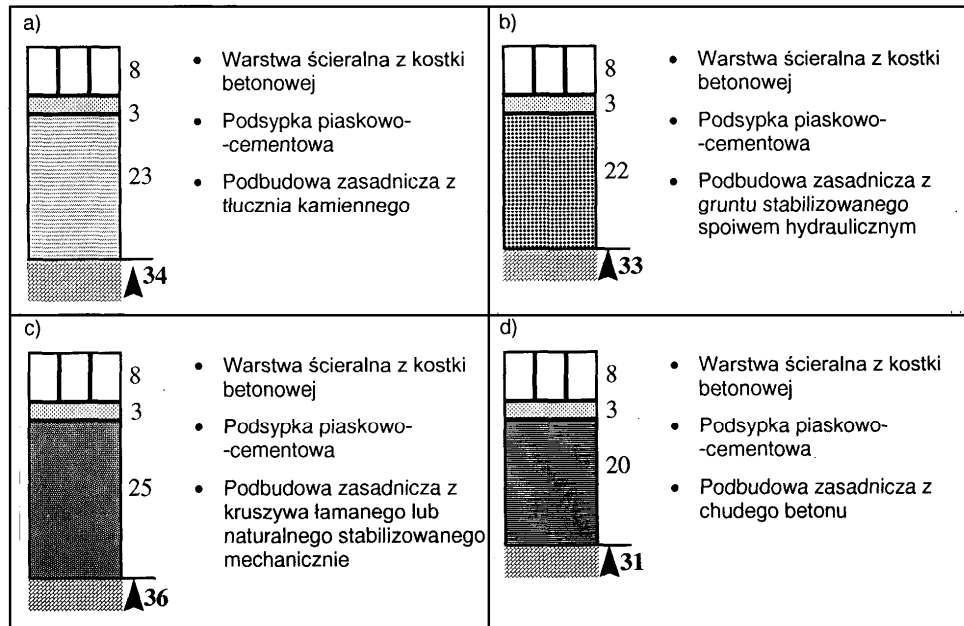 a)
8
3
23
34
• Warstwa ścieralna z kostki
betonowej
• Podsypka piaskowo-
-cementowa
• Podbudowa zasadnicza z
tłucznia kamiennego
b)
8
3
22
33
• Warstwa ścieralna z kostki
betonowej
• Podsypka piaskowo-
-cementowa
• Podbudowa zasadnicza z
gruntu stabilizowanego
spoiwem hydraulicznym
c)
8
3
25
36
• Warstwa ścieralna z kostki
betonowej
• Podsypka piaskowo-
-cementowa
• Podbudowa zasadnicza z
kruszywa łamanego lub
naturalnego stabilizowanego
mechanicznie
d)
8
3
20
31
• Warstwa ścieralna z kostki
betonowej
• Podsypka piaskowo-
-cementowa
• Podbudowa zasadnicza z
chudego betonu